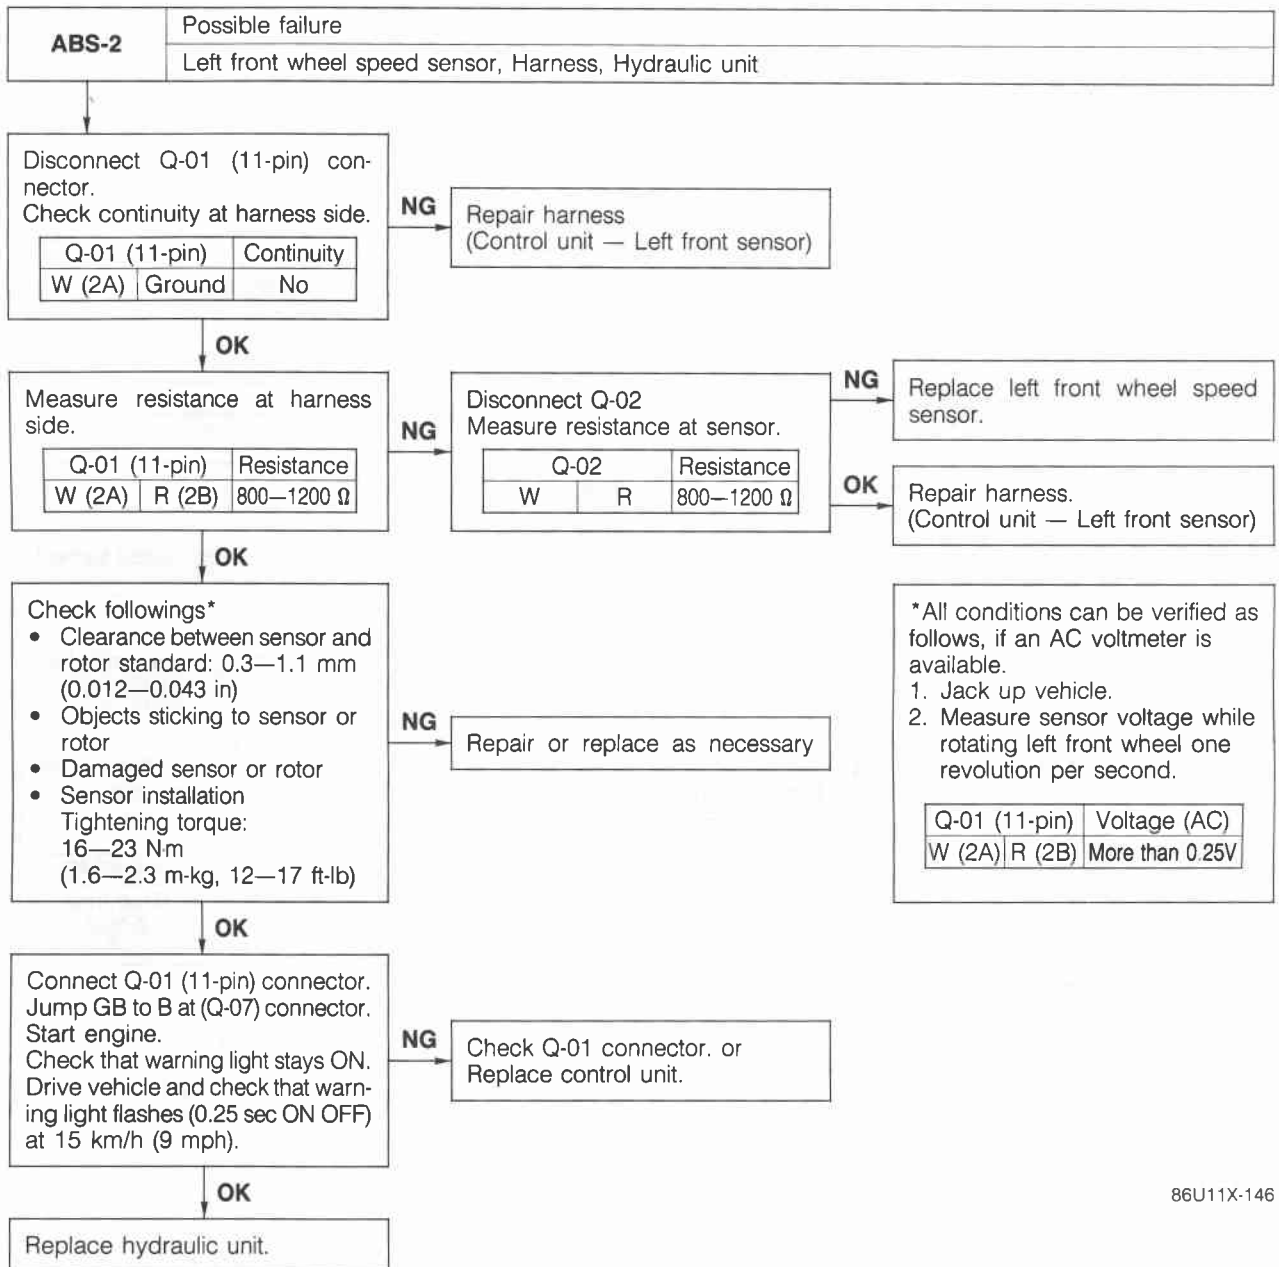 ABS-2
Possible failure
Left front wheel speed sensor, Harness, Hydraulic unit
Disconnect Q-01 (11-pin) con-
nector.
Check continuity at harness side.
Q-01 (11-pin) Continuity
W (2A) Ground No
NG
Repair harness
(Control unit — Left front sensor)
OK
Measure resistance at harness
side.
Q-01 (11-pin) Resistance
W (2A) R (2B) 800—1200 Ω
NG
Disconnect Q-02
Measure resistance at sensor.
Q-02 Resistance
W R 800—1200 Ω
NG
Replace left front wheel speed
sensor.
OK
Repair harness.
(Control unit — Left front sensor)
OK
Check followings*
• Clearance between sensor and
rotor standard: 0.3—1.1 mm
(0.012—0.043 in)
• Objects sticking to sensor or
rotor
• Damaged sensor or rotor
• Sensor installation
Tightening torque:
16—23 N·m
(1.6—2.3 m-kg, 12—17 ft-lb)
NG
Repair or replace as necessary
*All conditions can be verified as
follows, if an AC voltmeter is
available.
1. Jack up vehicle.
2. Measure sensor voltage while
rotating left front wheel one
revolution per second.
Q-01 (11-pin) Voltage (AC)
W (2A) R (2B) More than 0.25V
OK
Connect Q-01 (11-pin) connector.
Jump GB to B at (Q-07) connector.
Start engine.
Check that warning light stays ON.
Drive vehicle and check that warn-
ing light flashes (0.25 sec ON OFF)
at 15 km/h (9 mph).
NG
Check Q-01 connector. or
Replace control unit.
OK
Replace hydraulic unit.
86U11X-146